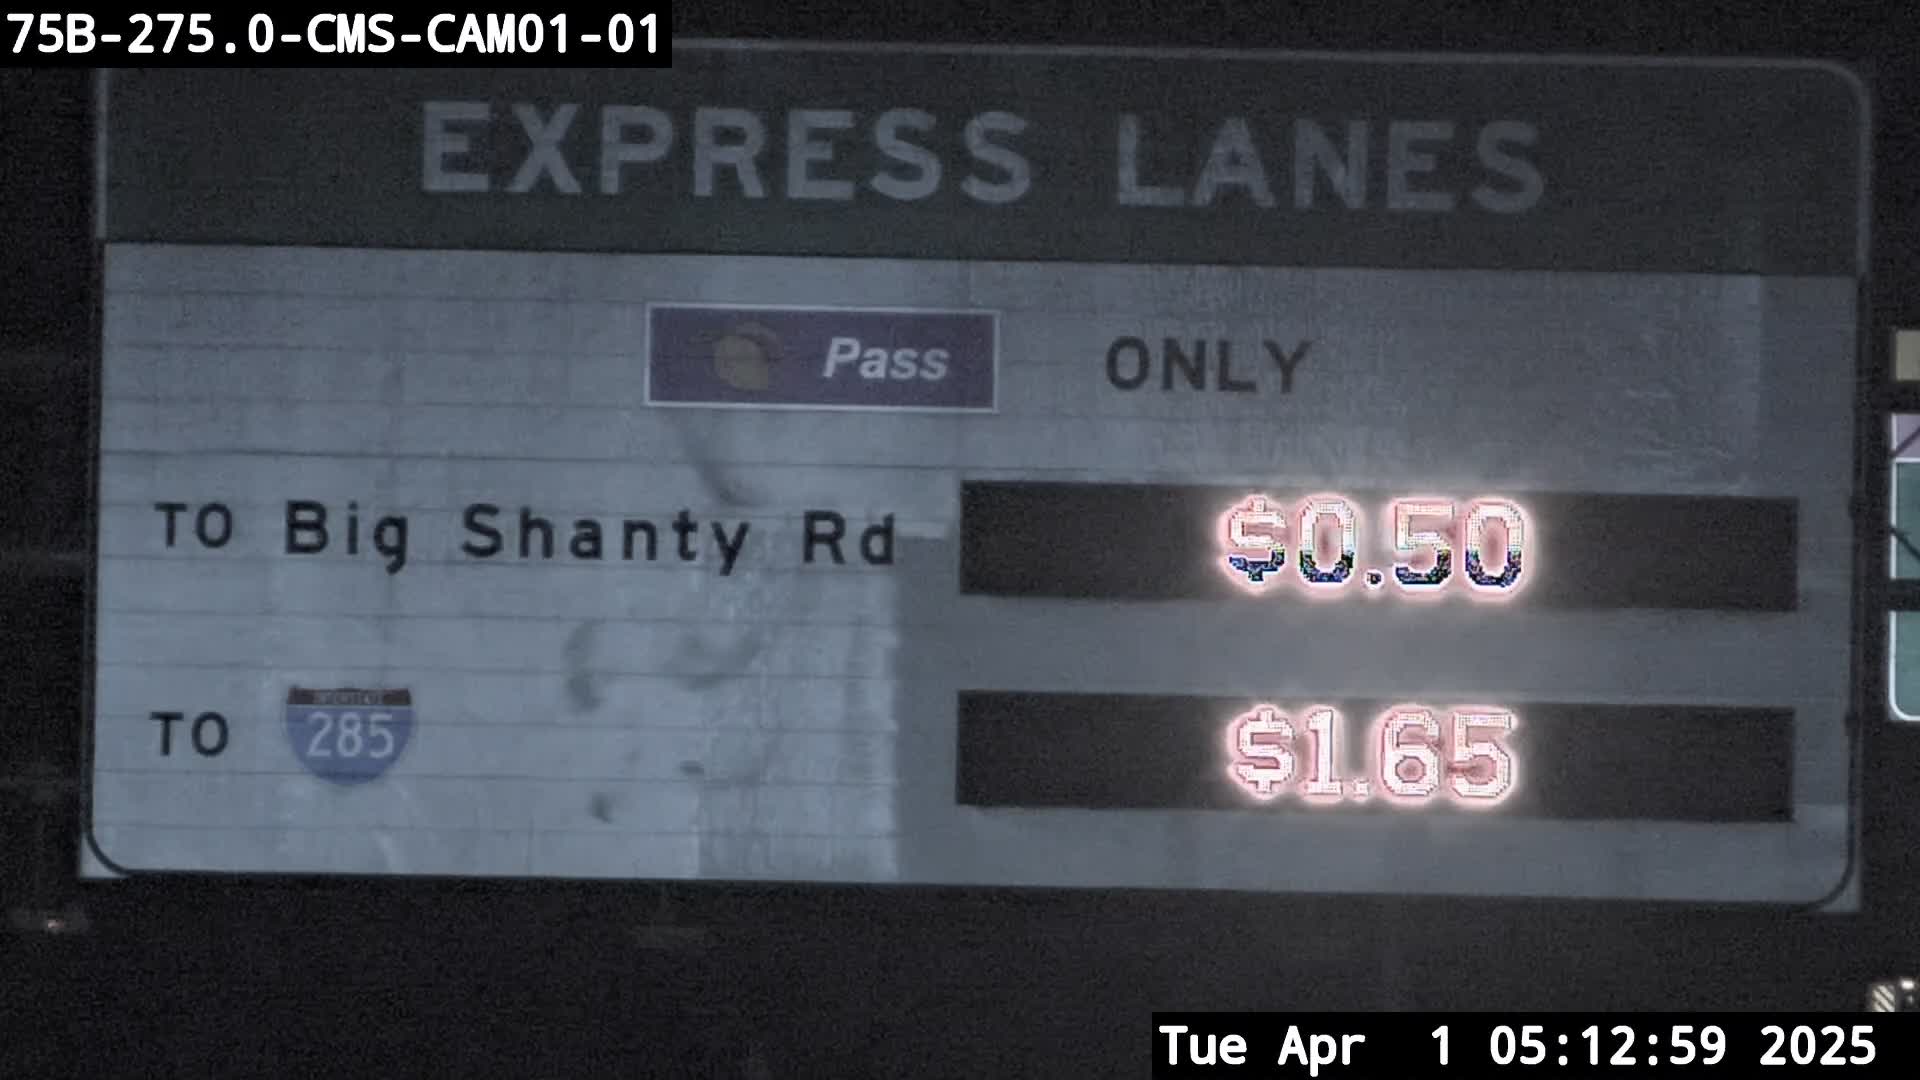 75B-275.0-CMS-CAM01-01
EXPRESS LANES
Pass ONLY
TO Big Shanty Rd $0.50
INTERSTATE
TO 285 $1.65
Tue Apr 1 05:12:59 2025